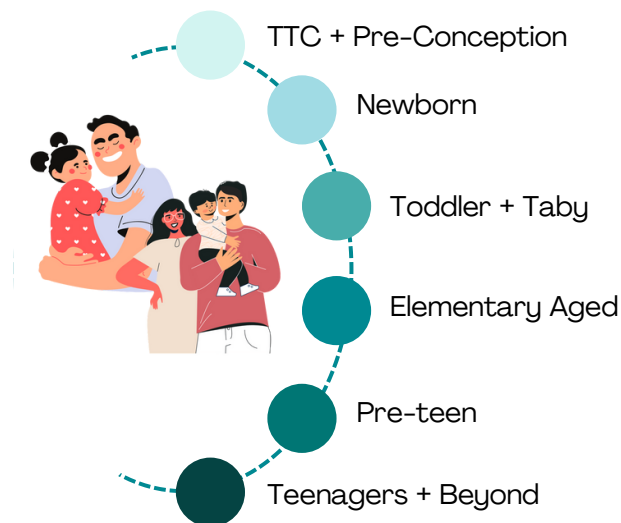 TTC + Pre-Conception
Newborn
Toddler + Taby
Elementary Aged
Pre-teen
Teenagers + Beyond